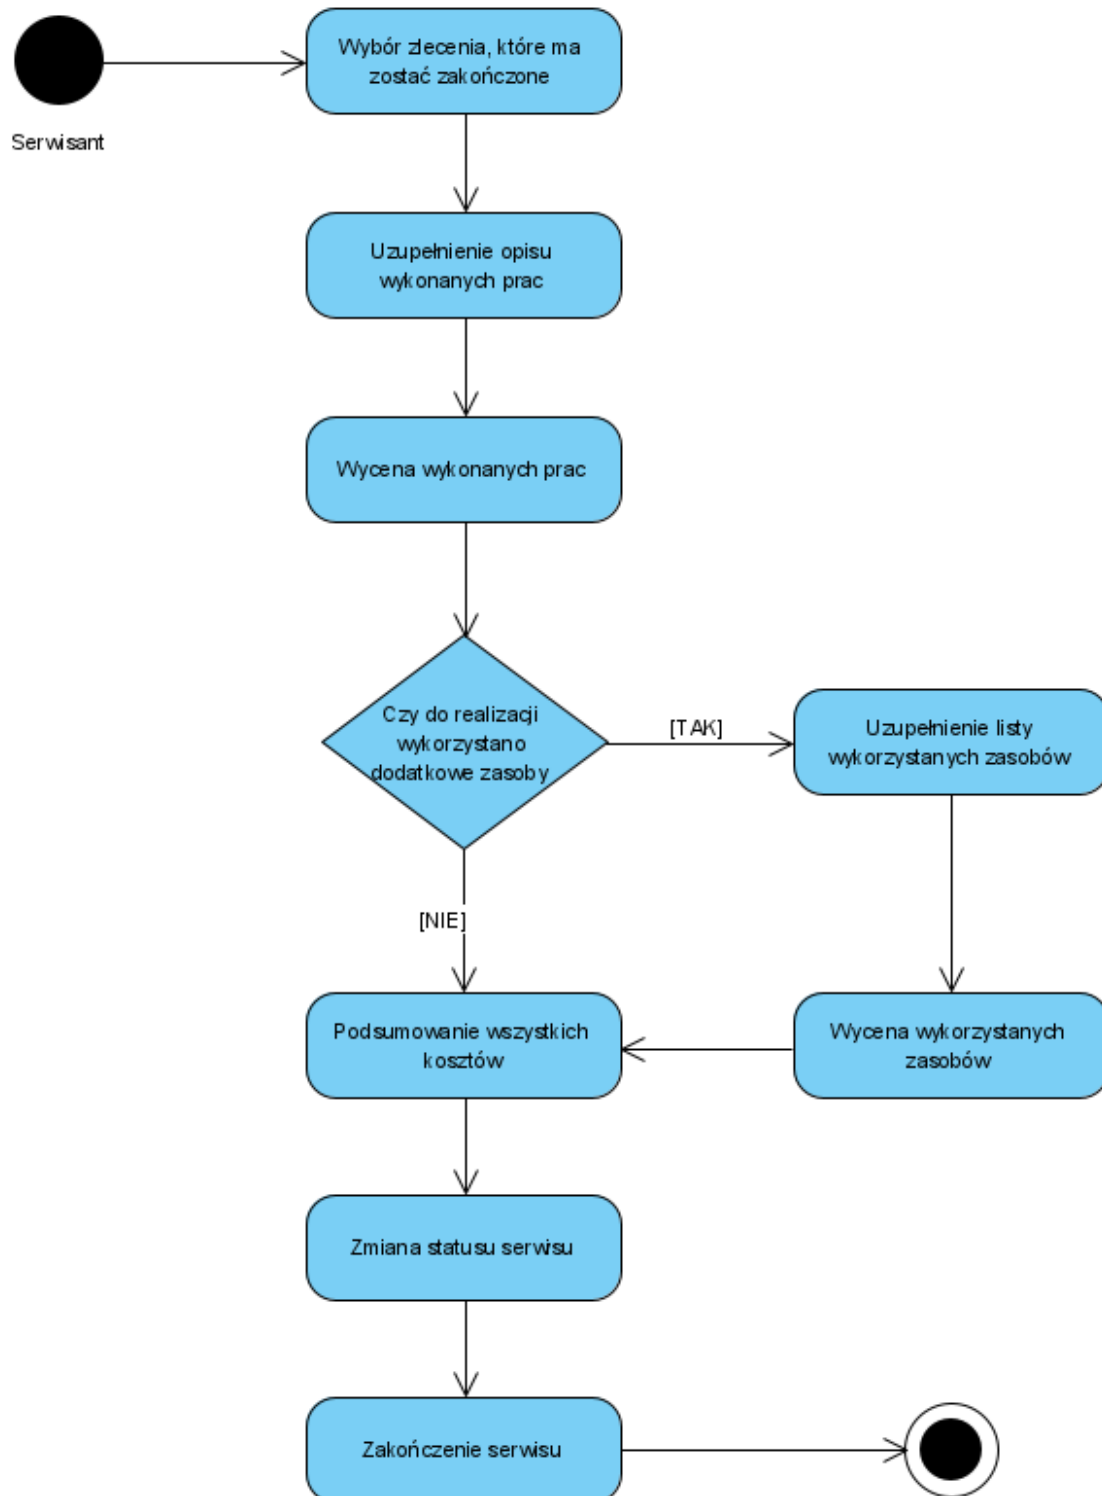 Wybór zlecenia, które ma
zostać zakończone
Serwisant
Uzupełnienie opisu
wykonanych prac
Wycena wykonanych prac
Czy do realizacji
wykorzystano
dodatkowe zasoby
[TAK]
Uzupełnienie listy
wykorzystanych zasobów
[NIE]
Podsumowanie wszystkich
kosztów
Wycena wykorzystanych
zasobów
Zmiana statusu serwisu
Zakończenie serwisu